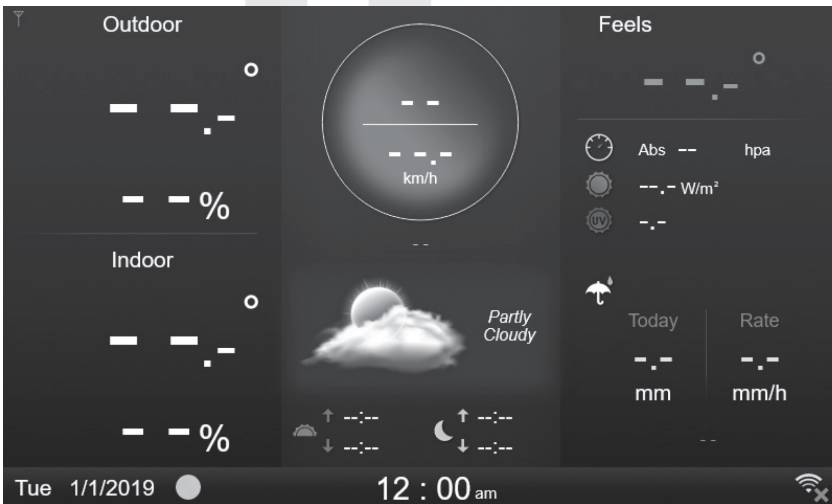 Outdoor
- -.-°
- - %
Indoor
- -.-°
- - %
- -
- -.-
km/h
- -
Partly
Cloudy
↑ --:--
↓ --:--
↑ --:--
↓ --:--
Feels
- -.-°
Abs -- hpa
--.- W/m²
UV -.-
Today Rate
-.- -.-
mm mm/h
- -
Tue 1/1/2019 12 : 00 am